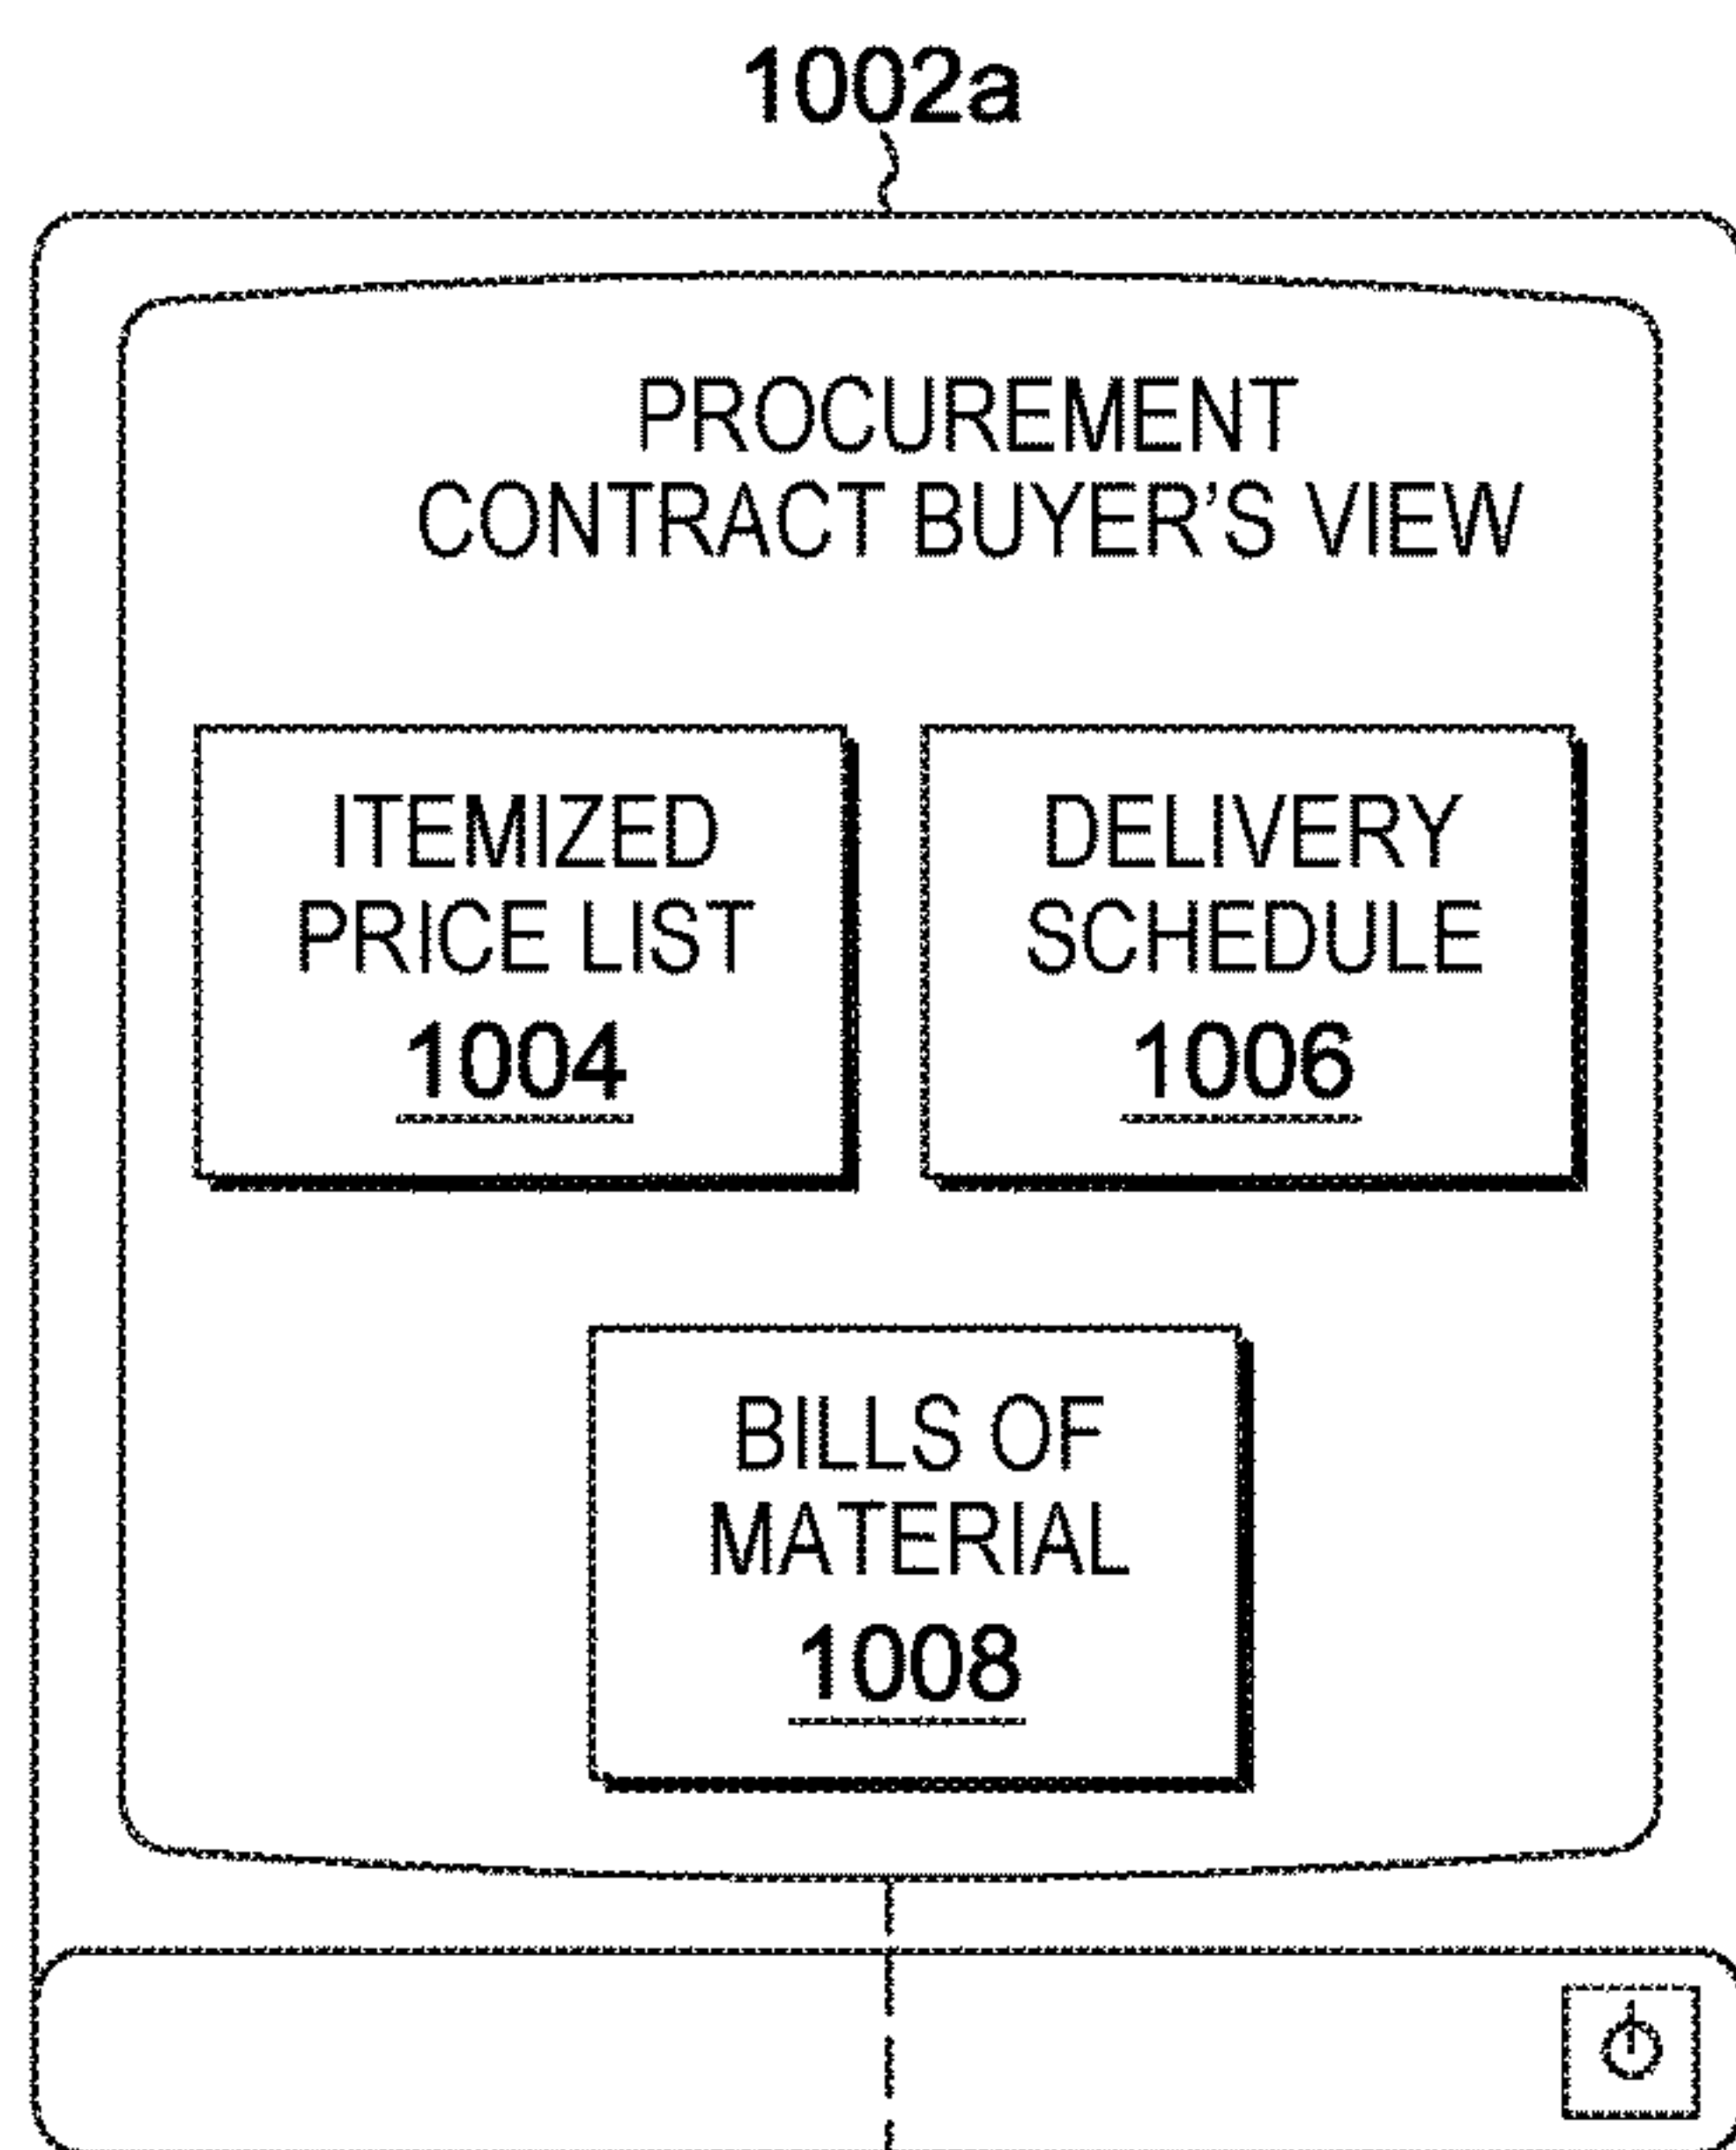 1002a
PROCUREMENT
CONTRACT BUYER'S VIEW
ITEMIZED
PRICE LIST
1004
DELIVERY
SCHEDULE
1006
BILLS OF
MATERIAL
1008